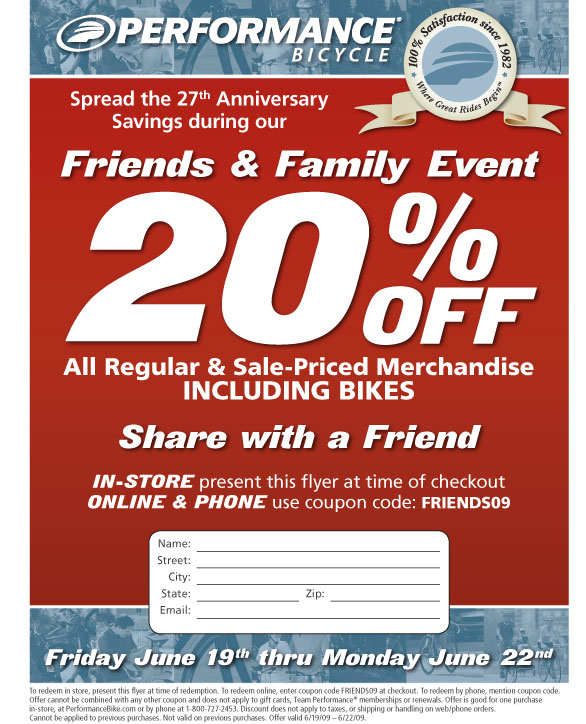 PERFORMANCE®
BICYCLE
100% Satisfaction since 1982
Where Great Rides Begin™
Spread the 27th Anniversary
Savings during our
Friends & Family Event
20%
OFF
All Regular & Sale-Priced Merchandise
INCLUDING BIKES
Share with a Friend
IN-STORE present this flyer at time of checkout
ONLINE & PHONE use coupon code: FRIENDS09
Name:
Street:
City:
State: Zip:
Email:
Friday June 19th thru Monday June 22nd
To redeem in store, present this flyer at time of redemption. To redeem online, enter coupon code FRIENDS09 at checkout. To redeem by phone, mention coupon code.
Offer cannot be combined with any other coupon and does not apply to gift cards, Team Performance® memberships or renewals. Offer is good for one purchase
in-store, at PerformanceBike.com or by phone at 1-800-727-2453. Discount does not apply to taxes, or shipping or handling on web/phone orders.
Cannot be applied to previous purchases. Not valid on previous purchases. Offer valid 6/19/09 – 6/22/09.